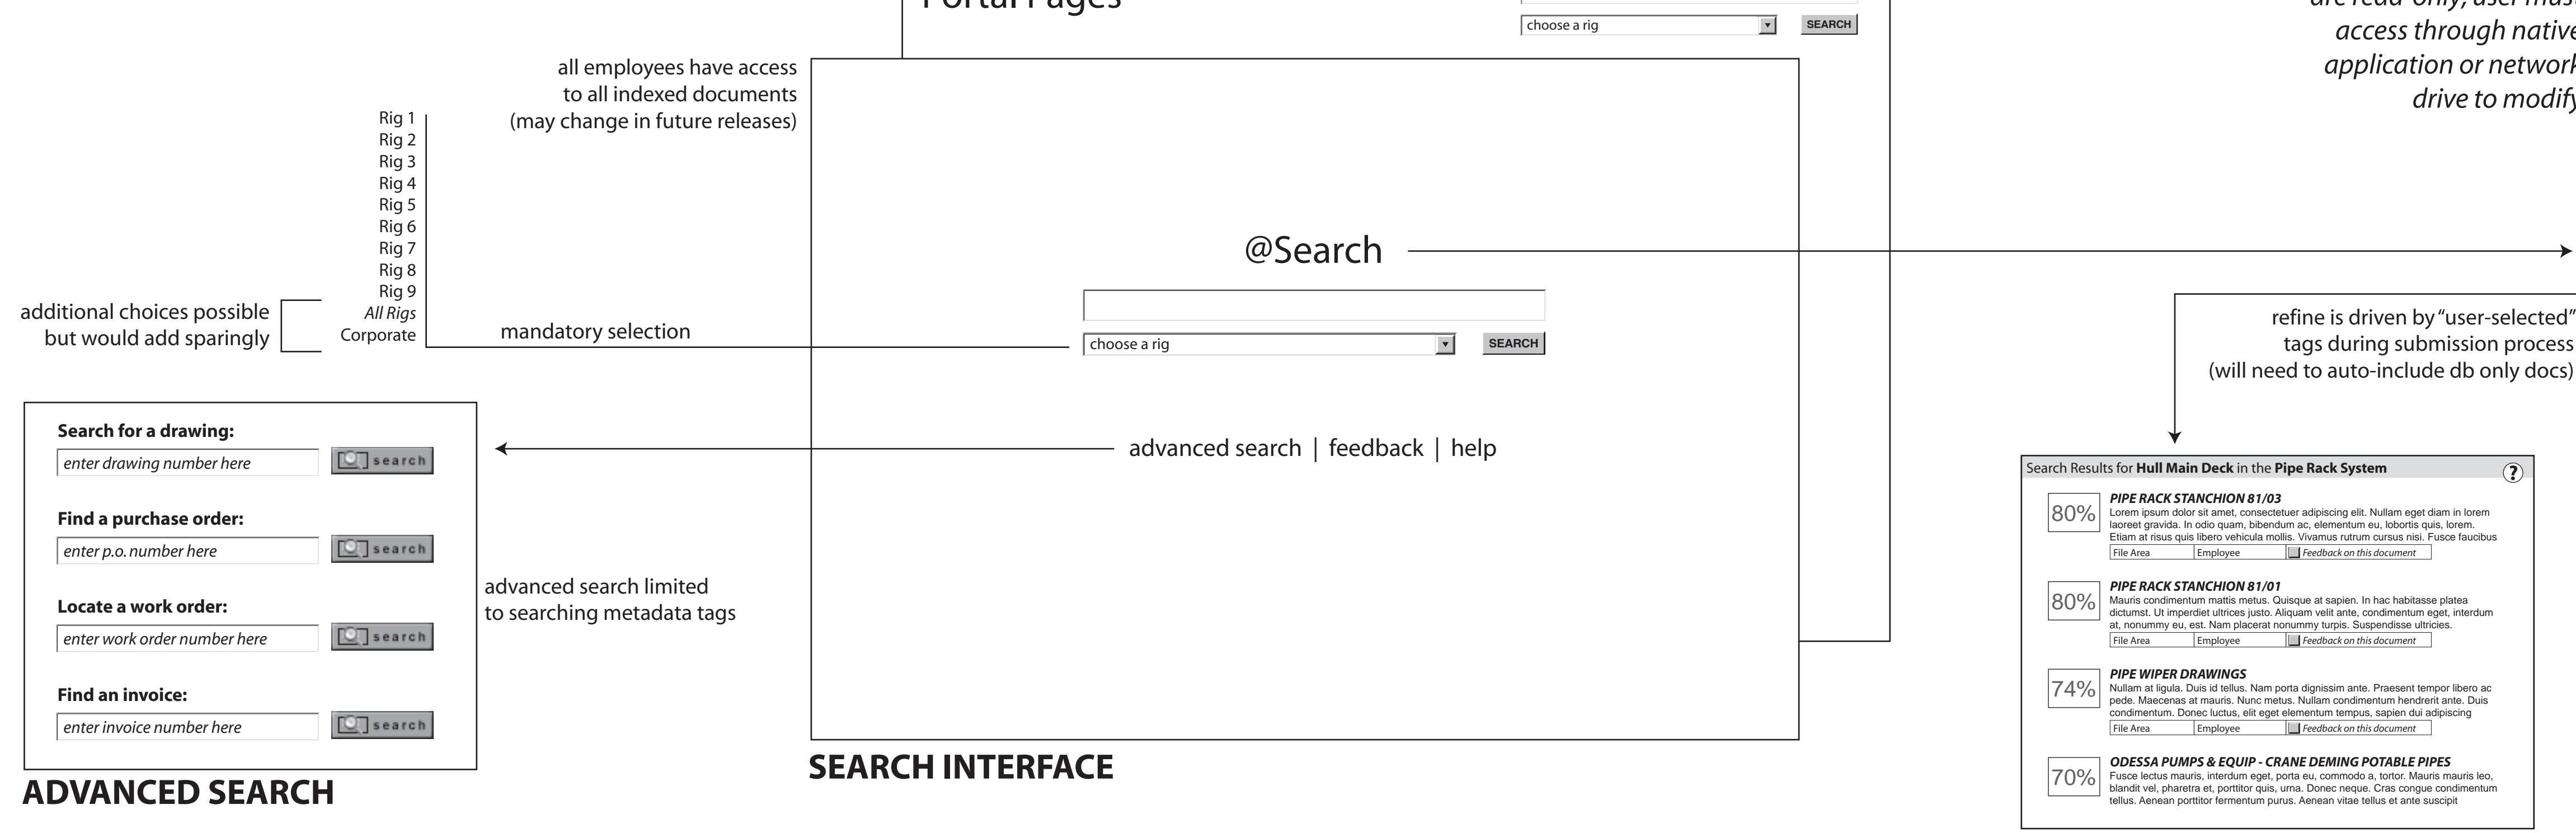 Portal Pages
choose a rig
SEARCH
are read-only, user must
access through native
application or network
drive to modify
all employees have access
to all indexed documents
(may change in future releases)
Rig 1
Rig 2
Rig 3
Rig 4
Rig 5
Rig 6
Rig 7
Rig 8
Rig 9
All Rigs
Corporate
additional choices possible
but would add sparingly
mandatory selection
@Search
choose a rig
SEARCH
advanced search | feedback | help
refine is driven by “user-selected”
tags during submission process
(will need to auto-include db only docs)
Search for a drawing:
enter drawing number here
search
Find a purchase order:
enter p.o. number here
search
Locate a work order:
enter work order number here
search
Find an invoice:
enter invoice number here
search
ADVANCED SEARCH
advanced search limited
to searching metadata tags
SEARCH INTERFACE
Search Results for Hull Main Deck in the Pipe Rack System
?
80%
PIPE RACK STANCHION 81/03
Lorem ipsum dolor sit amet, consectetuer adipiscing elit. Nullam eget diam in lorem
laoreet gravida. In odio quam, bibendum ac, elementum eu, lobortis quis, lorem.
Etiam at risus quis libero vehicula mollis. Vivamus rutrum cursus nisi. Fusce faucibus
File Area
Employee
Feedback on this document
80%
PIPE RACK STANCHION 81/01
Mauris condimentum mattis metus. Quisque at sapien. In hac habitasse platea
dictumst. Ut imperdiet ultrices justo. Aliquam velit ante, condimentum eget, interdum
at, nonummy eu, est. Nam placerat nonummy turpis. Suspendisse ultricies.
File Area
Employee
Feedback on this document
74%
PIPE WIPER DRAWINGS
Nullam at ligula. Duis id tellus. Nam porta dignissim ante. Praesent tempor libero ac
pede. Maecenas at mauris. Nunc metus. Nullam condimentum hendrerit ante. Duis
condimentum. Donec luctus, elit eget elementum tempus, sapien dui adipiscing
File Area
Employee
Feedback on this document
70%
ODESSA PUMPS & EQUIP - CRANE DEMING POTABLE PIPES
Fusce lectus mauris, interdum eget, porta eu, commodo a, tortor. Mauris mauris leo,
blandit vel, pharetra et, porttitor quis, urna. Donec neque. Cras congue condimentum
tellus. Aenean porttitor fermentum purus. Aenean vitae tellus et ante suscipit